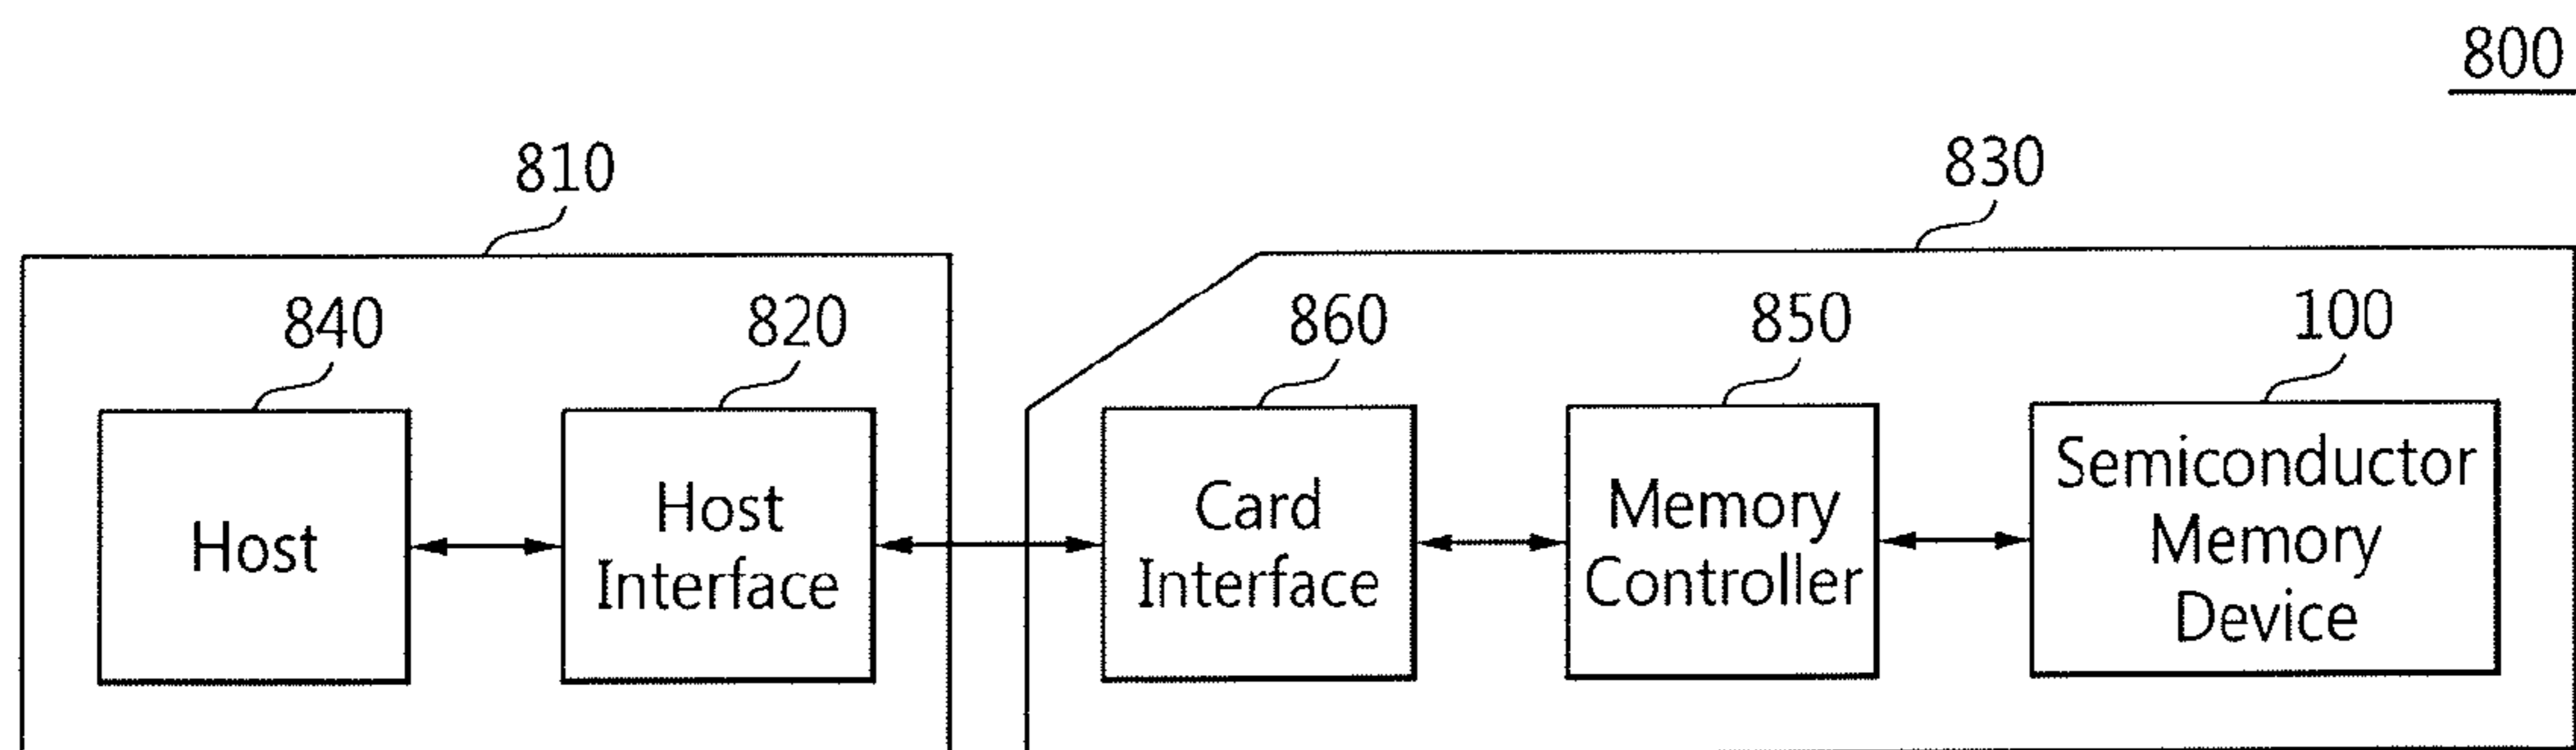 800
810
830
840
820
860
850
100
Host
Host
Interface
Card
Interface
Memory
Controller
Semiconductor
Memory
Device